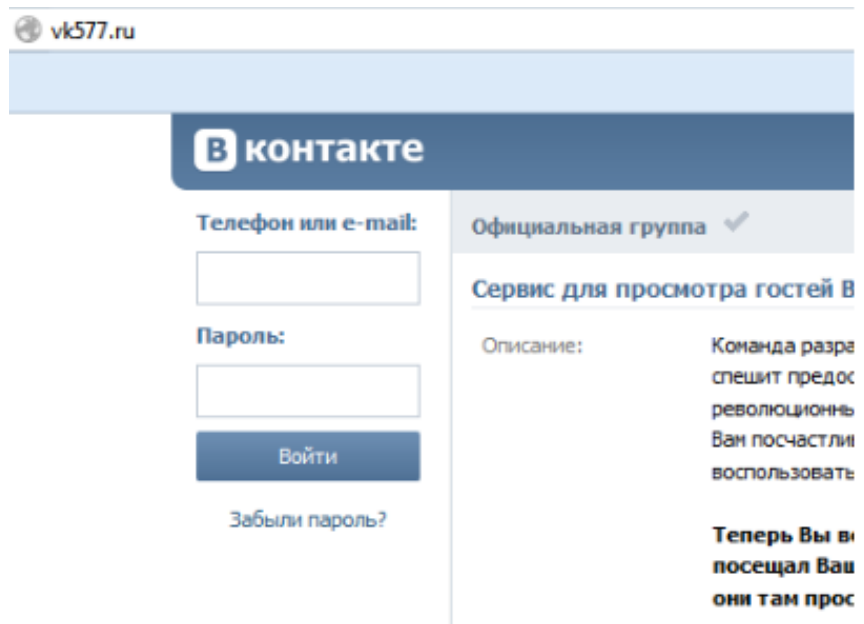 vk577.ru
В контакте
Телефон или e-mail:
Пароль:
Войти
Забыли пароль?
Официальная группа
Сервис для просмотра гостей В
Описание:
Команда разра
спешит предос
революционнь
Вам посчастли
воспользовать
Теперь Вы в
посещал Ваш
они там прос